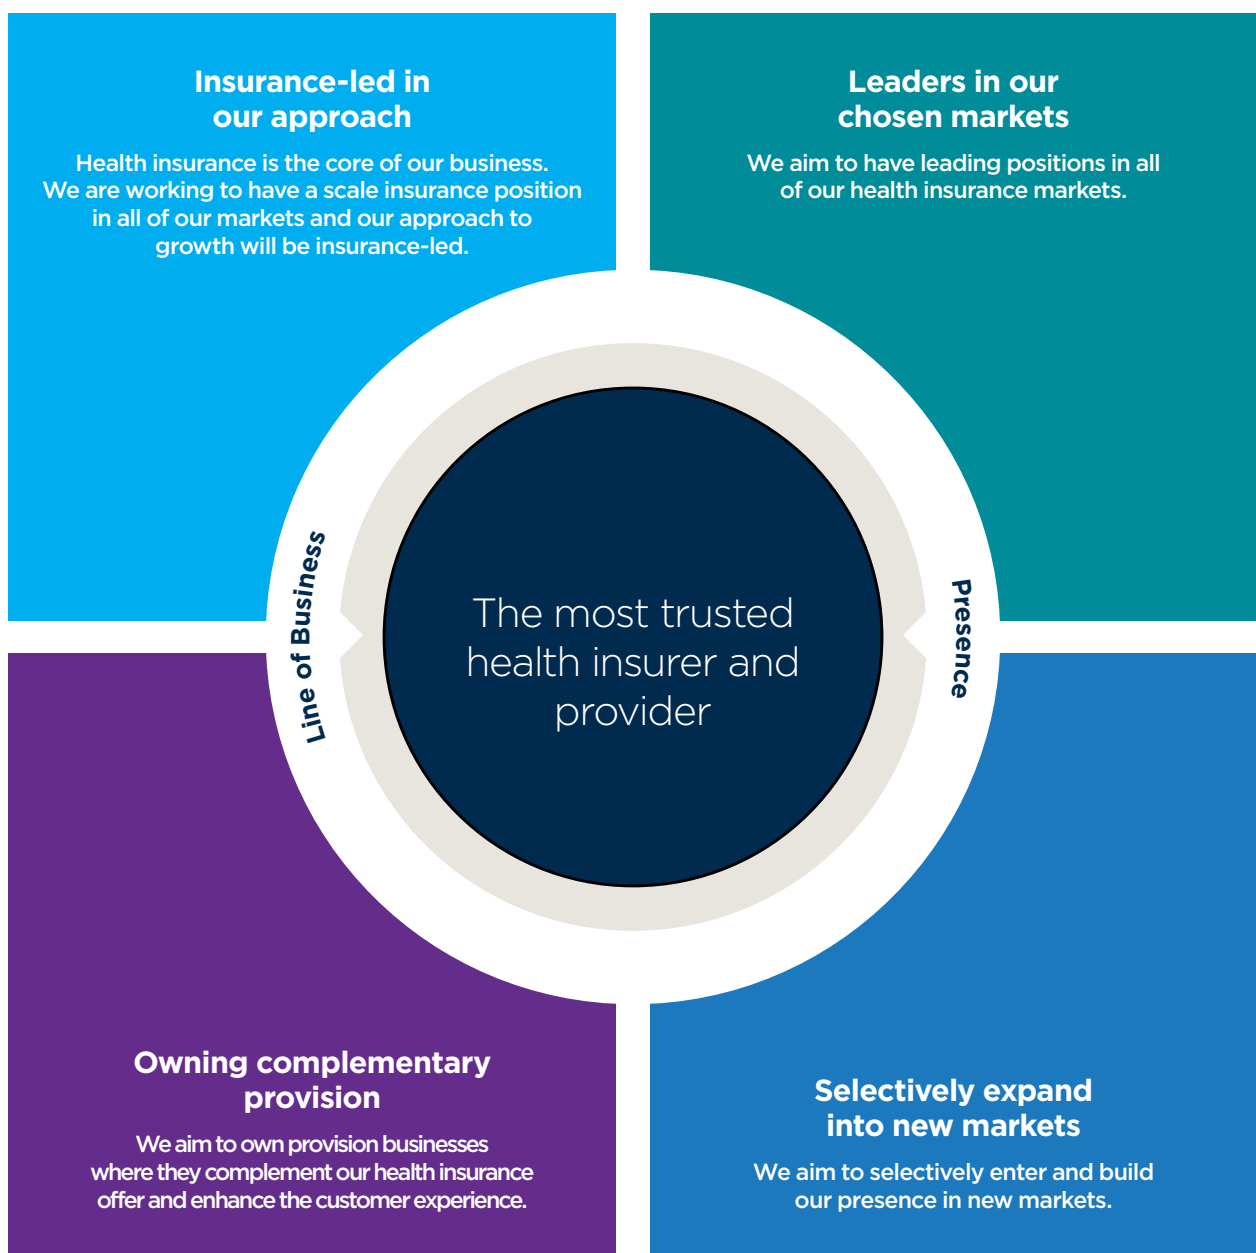 Insurance-led in
our approach
Health insurance is the core of our business.
We are working to have a scale insurance position
in all of our markets and our approach to
growth will be insurance-led.
Leaders in our
chosen markets
We aim to have leading positions in all
of our health insurance markets.
Line of Business
The most trusted
health insurer and
provider
Presence
Owning complementary
provision
We aim to own provision businesses
where they complement our health insurance
offer and enhance the customer experience.
Selectively expand
into new markets
We aim to selectively enter and build
our presence in new markets.